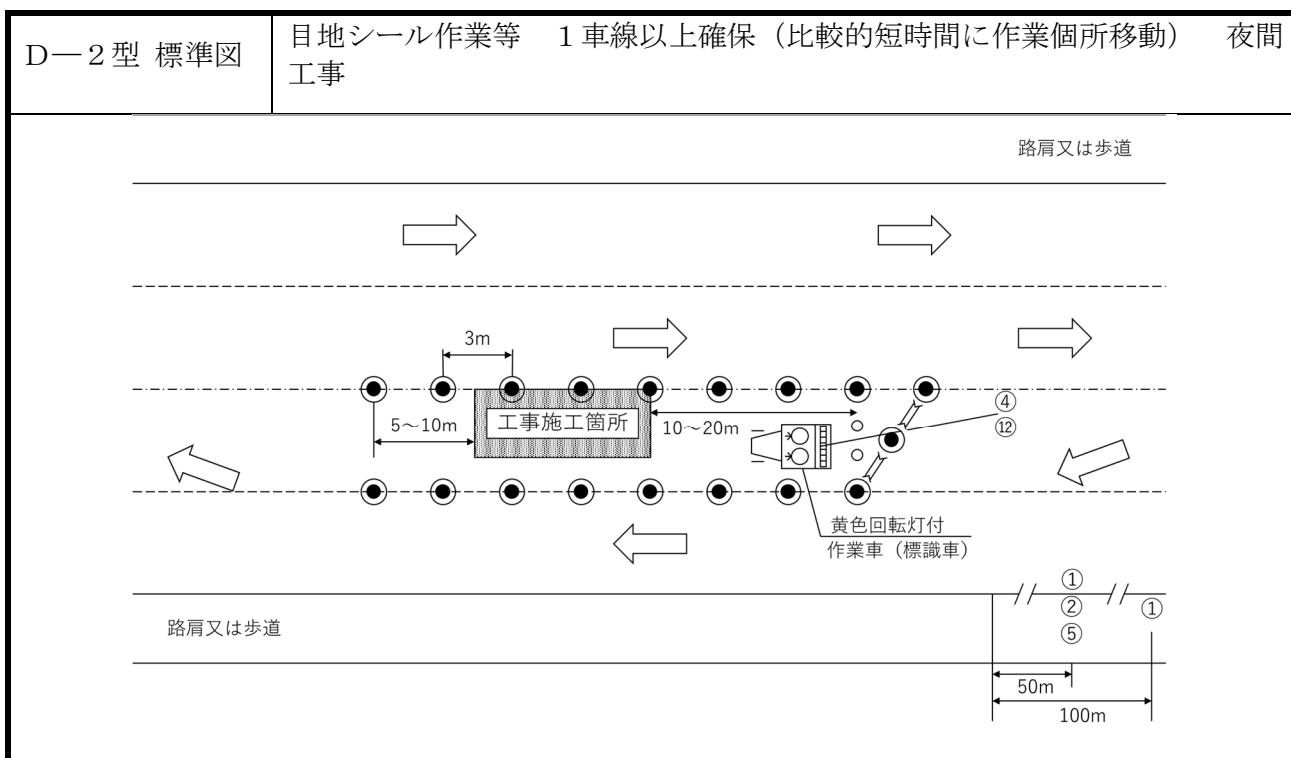 D―２型 標準図
目地シール作業等　１車線以上確保（比較的短時間に作業個所移動）　夜間
工事
路肩又は歩道
3m
5～10m
工事施工箇所
10～20m
④
⑫
黄色回転灯付
作業車（標識車）
①
②
⑤
①
路肩又は歩道
50m
100m